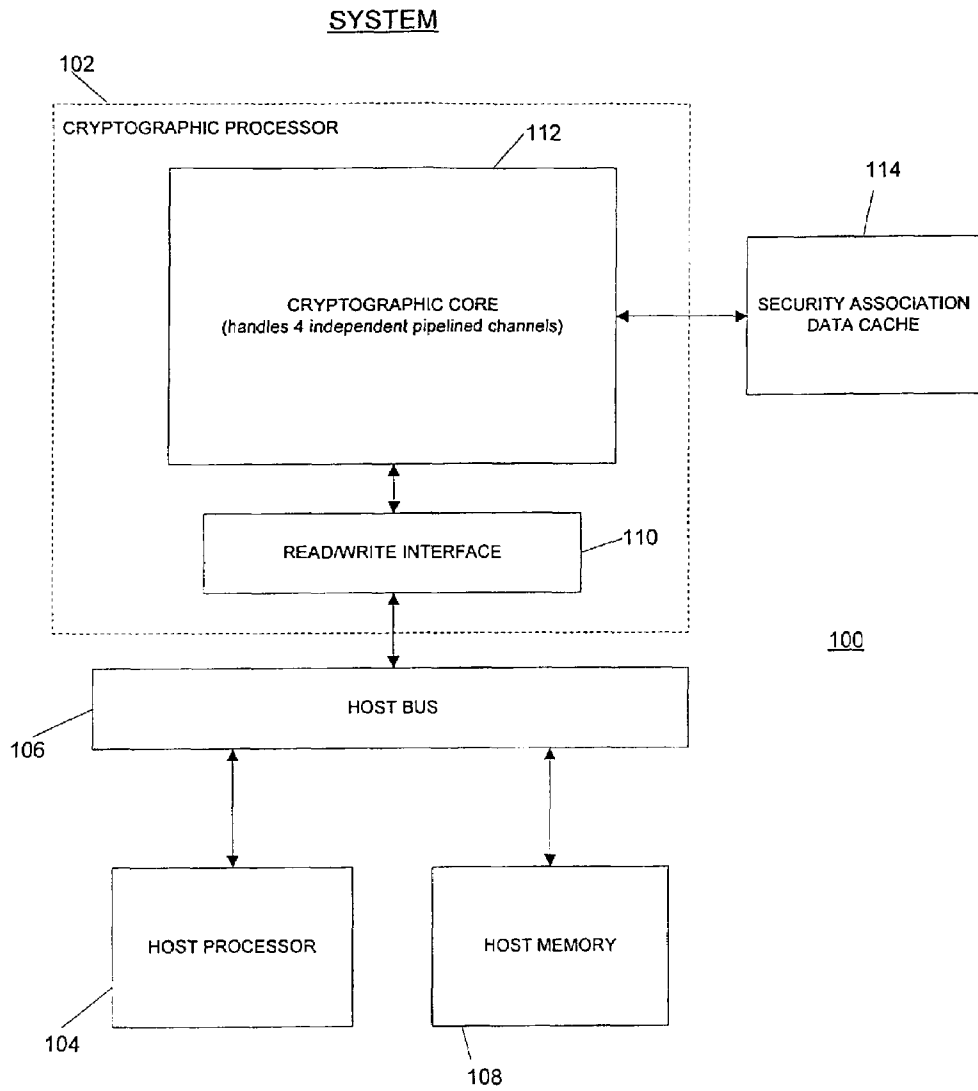 SYSTEM
102
CRYPTOGRAPHIC PROCESSOR
112
114
CRYPTOGRAPHIC CORE
(handles 4 independent pipelined channels)
SECURITY ASSOCIATION
DATA CACHE
READ/WRITE INTERFACE
110
100
HOST BUS
106
HOST PROCESSOR
HOST MEMORY
104
108